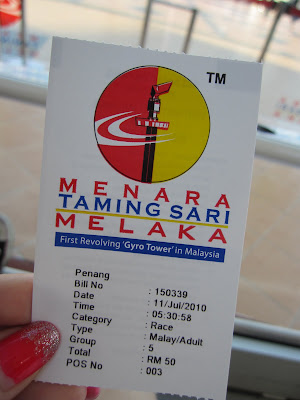 TM
MENARA
TAMING SARI
MELAKA
First Revolving 'Gyro Tower' in Malaysia
Penang
Bill No : 150339
Date : 11/Jul/2010
Time : 05:30:58
Category : Race
Type : Malay/Adult
Group : 5
Total : RM 50
POS No : 003